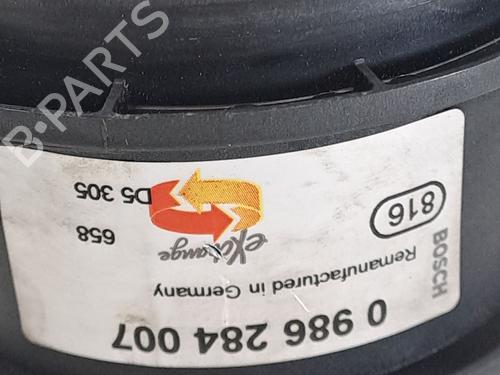 0 986 284 007
BOSCH
Remanufactured in Germany
eXchange
816
658
D5 305
B·PARTS